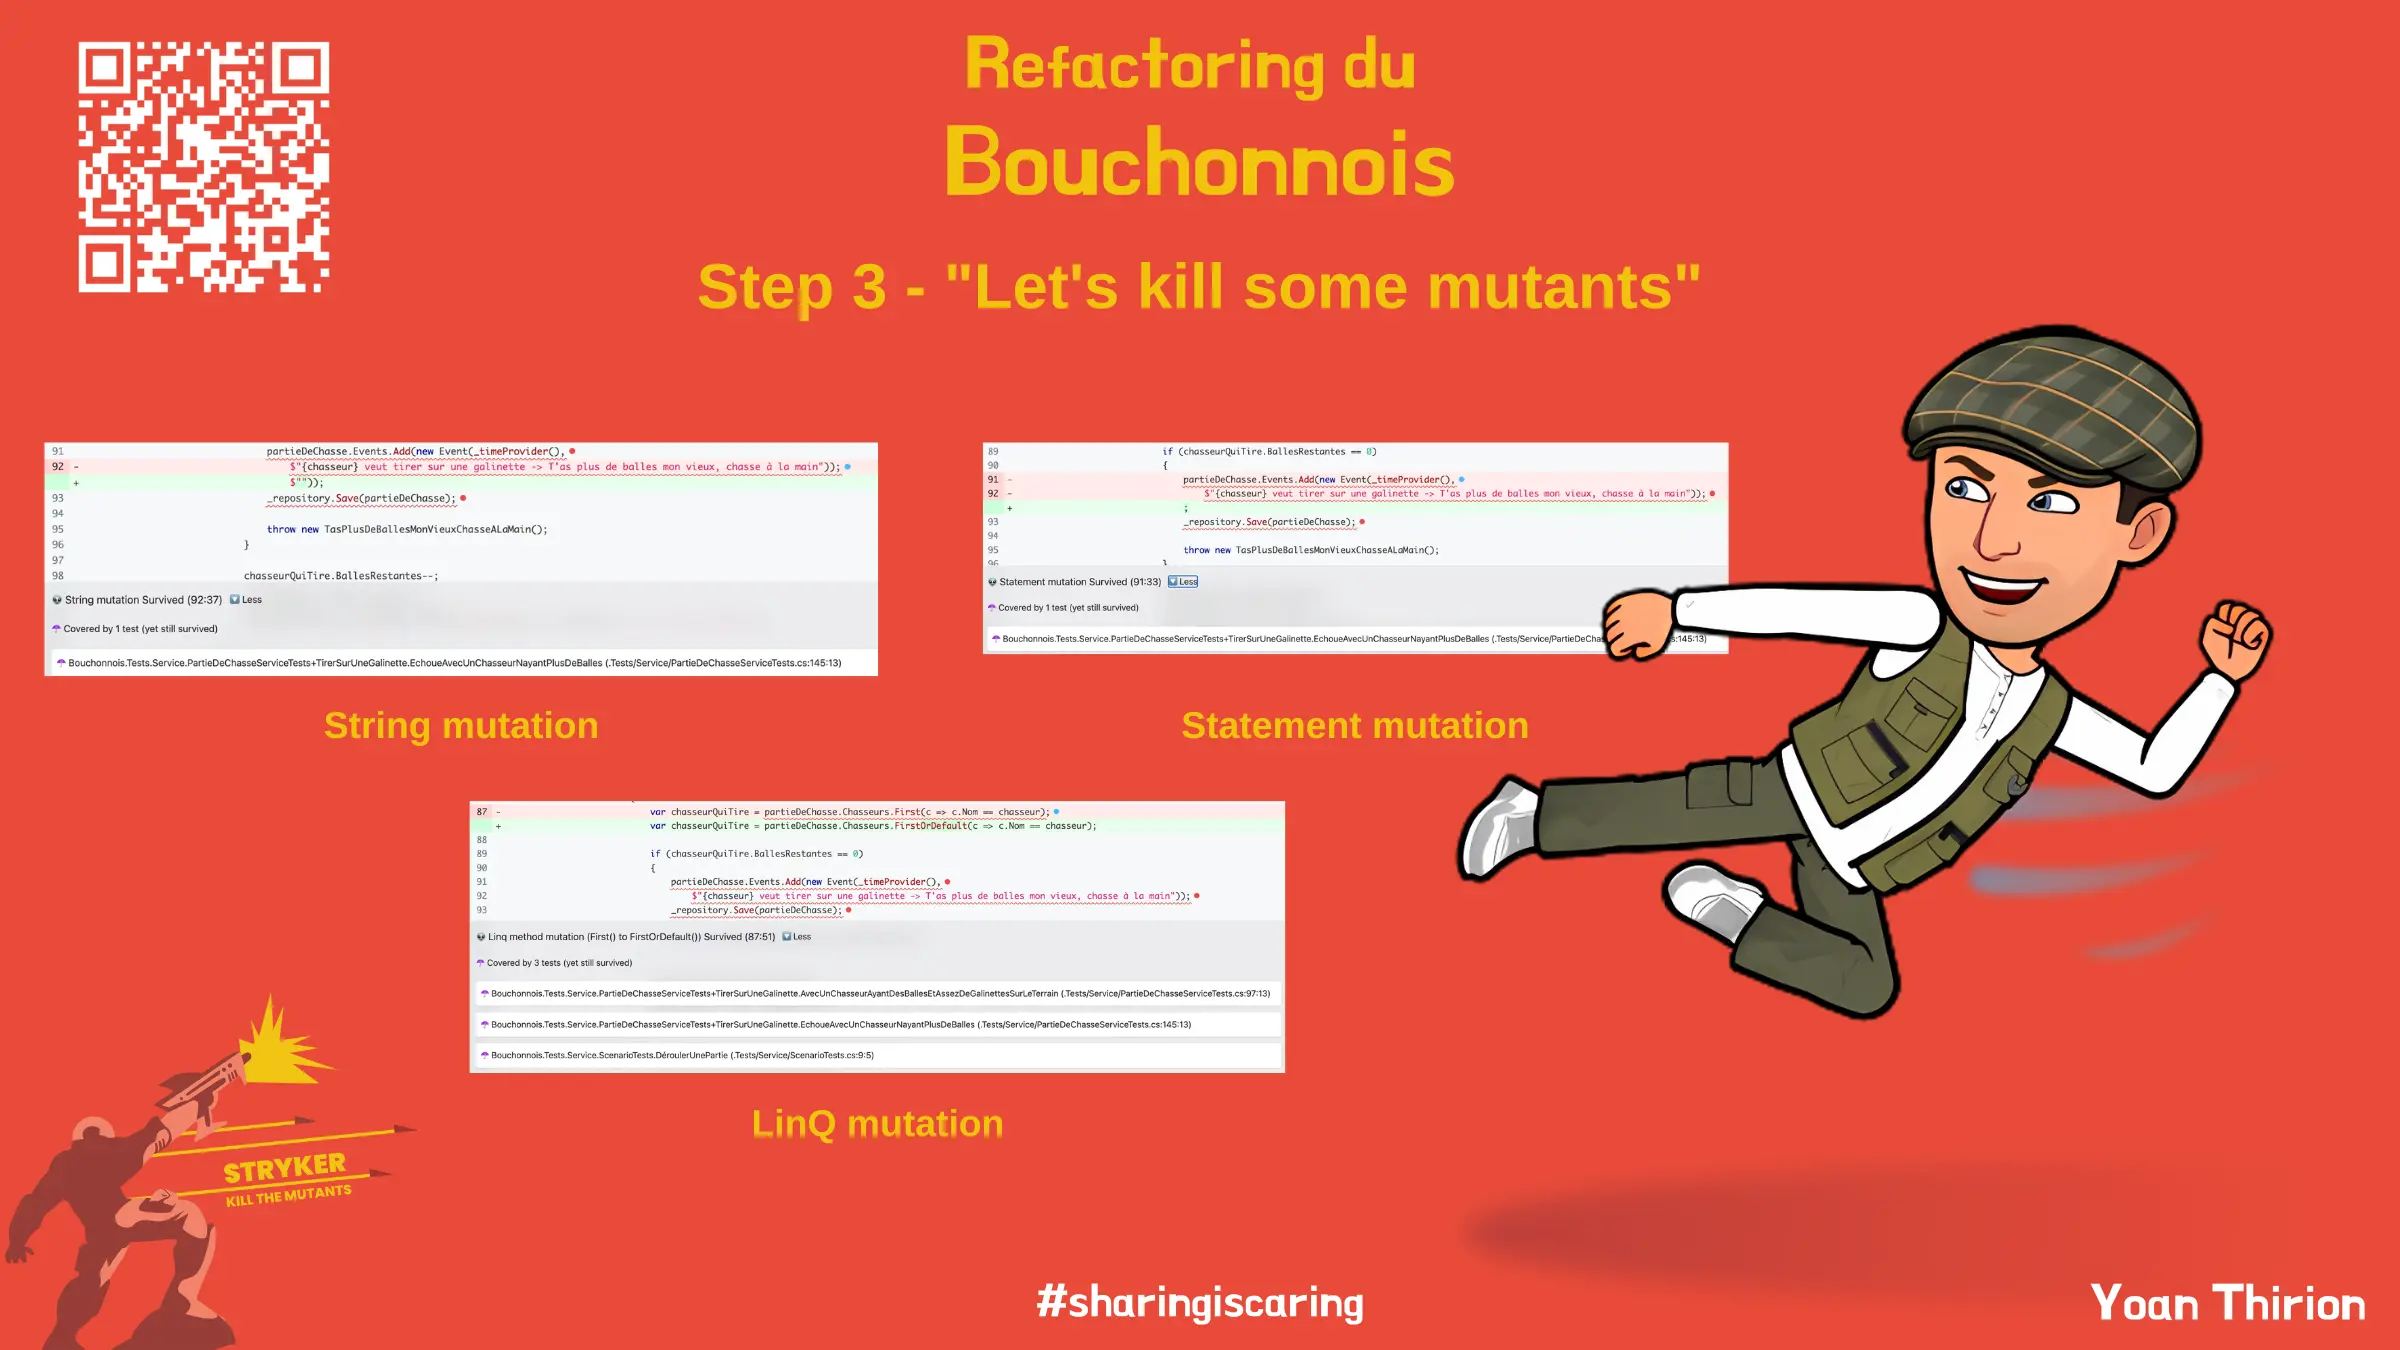 Refactoring du
Bouchonnois
Step 3 - "Let's kill some mutants"
91 partieDeChasse.Events.Add(new Event(_timeProvider(),
92 - $"{chasseur} veut tirer sur une galinette -> T'as plus de balles mon vieux, chasse à la main"));
+ $""));
93 _repository.Save(partieDeChasse);
94
95 throw new TasPlusDeBallesMonVieuxChasseALaMain();
96 }
97
98 chasseurQuiTire.BallesRestantes--;
String mutation Survived (92:37) Less
Covered by 1 test (yet still survived)
Bouchonnois.Tests.Service.PartieDeChasseServiceTests+TirerSurUneGalinette.EchoueAvecUnChasseurNayantPlusDeBalles (.Tests/Service/PartieDeChasseServiceTests.cs:145:13)
String mutation
89 if (chasseurQuiTire.BallesRestantes == 0)
90 {
91 - partieDeChasse.Events.Add(new Event(_timeProvider(),
92 - $"{chasseur} veut tirer sur une galinette -> T'as plus de balles mon vieux, chasse à la main"));
+ ;
93 _repository.Save(partieDeChasse);
94
95 throw new TasPlusDeBallesMonVieuxChasseALaMain();
96 }
Statement mutation Survived (91:33) Less
Covered by 1 test (yet still survived)
Bouchonnois.Tests.Service.PartieDeChasseServiceTests+TirerSurUneGalinette.EchoueAvecUnChasseurNayantPlusDeBalles (.Tests/Service/PartieDeChas s:145:13)
Statement mutation
87 - var chasseurQuiTire = partieDeChasse.Chasseurs.First(c => c.Nom == chasseur);
+ var chasseurQuiTire = partieDeChasse.Chasseurs.FirstOrDefault(c => c.Nom == chasseur);
88
89 if (chasseurQuiTire.BallesRestantes == 0)
90 {
91 partieDeChasse.Events.Add(new Event(_timeProvider(),
92 $"{chasseur} veut tirer sur une galinette -> T'as plus de balles mon vieux, chasse à la main"));
93 _repository.Save(partieDeChasse);
Linq method mutation (First() to FirstOrDefault()) Survived (87:51) Less
Covered by 3 tests (yet still survived)
Bouchonnois.Tests.Service.PartieDeChasseServiceTests+TirerSurUneGalinette.AvecUnChasseurAyantDesBallesEtAssezDeGalinettesSurLeTerrain (.Tests/Service/PartieDeChasseServiceTests.cs:97:13)
Bouchonnois.Tests.Service.PartieDeChasseServiceTests+TirerSurUneGalinette.EchoueAvecUnChasseurNayantPlusDeBalles (.Tests/Service/PartieDeChasseServiceTests.cs:145:13)
Bouchonnois.Tests.Service.ScenarioTests.DéroulerUnePartie (.Tests/Service/ScenarioTests.cs:9:5)
LinQ mutation
STRYKER
KILL THE MUTANTS
#sharingiscaring
Yoan Thirion